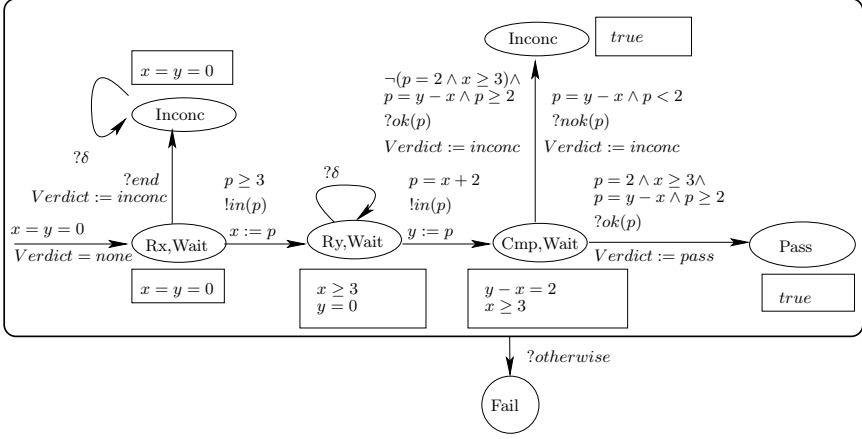 Inconc
true
x = y = 0
Inconc
¬(p = 2 ∧ x ≥ 3)∧
p = y − x ∧ p ≥ 2
?ok(p)
Verdict := inconc
p = y − x ∧ p < 2
?nok(p)
Verdict := inconc
?δ
?end
Verdict := inconc
p ≥ 3
!in(p)
x := p
?δ
p = x + 2
!in(p)
y := p
p = 2 ∧ x ≥ 3∧
p = y − x ∧ p ≥ 2
?ok(p)
Verdict := pass
x = y = 0
Verdict = none
Rx,Wait
Ry,Wait
Cmp,Wait
Pass
x = y = 0
x ≥ 3
y = 0
y − x = 2
x ≥ 3
true
?otherwise
Fail